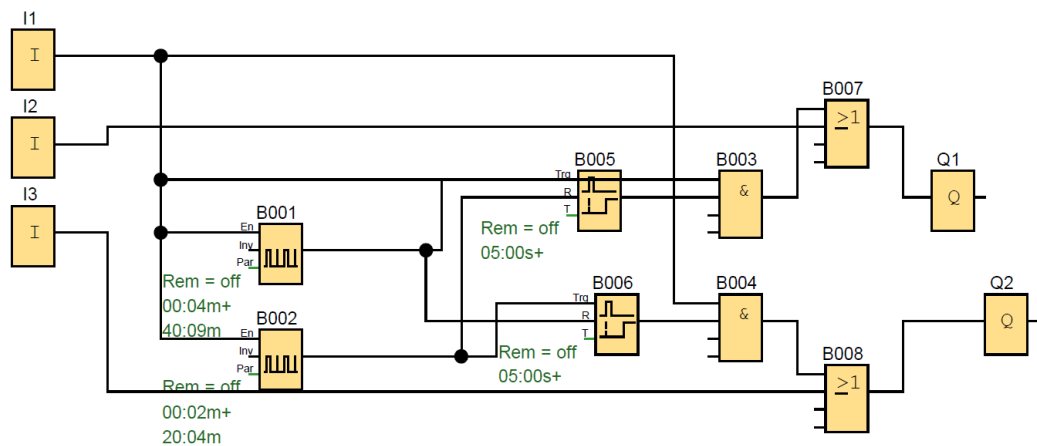 I1
I
I2
I
I3
I
B001
En
Inv
Par
Rem = off
00:04m+
40:09m
B002
En
Inv
Par
Rem = off
00:02m+
20:04m
B005
Trg
R
T
Rem = off
05:00s+
B006
Trg
R
T
Rem = off
05:00s+
B003
&
B004
&
B007
≥1
B008
≥1
Q1
Q
Q2
Q